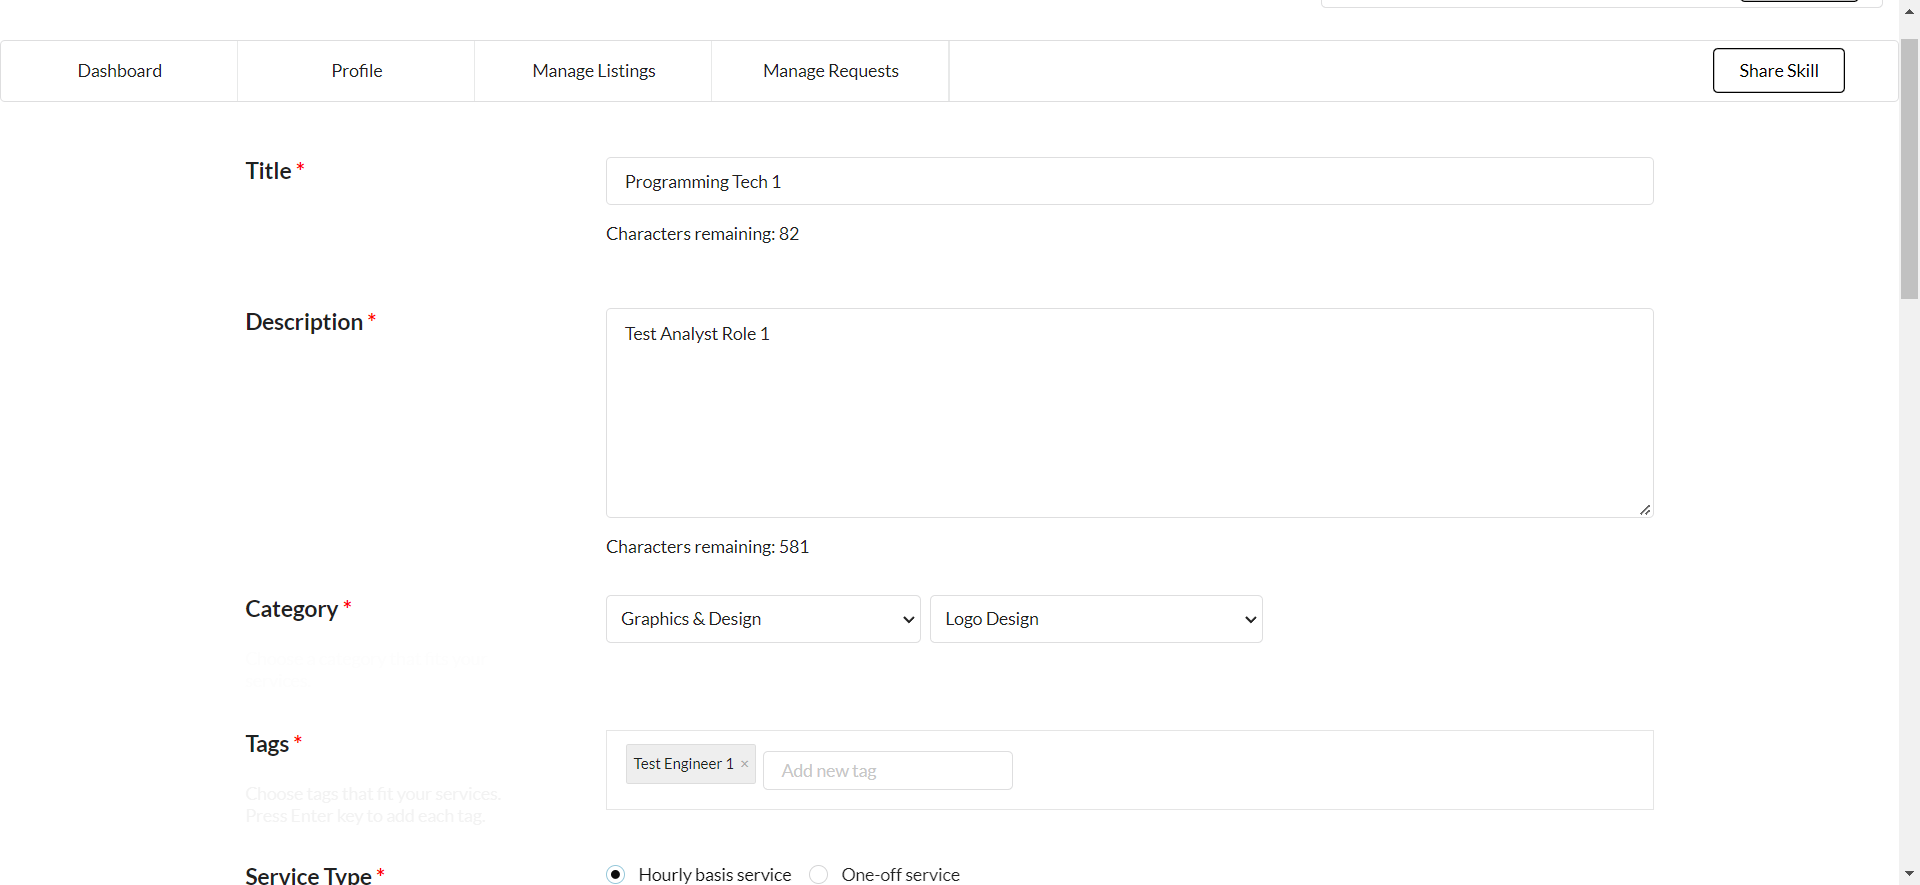 Dashboard
Profile
Manage Listings
Manage Requests
Share Skill
Title *
Programming Tech 1
Characters remaining: 82
Description *
Test Analyst Role 1
Characters remaining: 581
Category *
Graphics & Design
Logo Design
Tags *
Test Engineer 1 ×
Add new tag
Choose tags that fit your services.
Press Enter key to add each tag.
Service Type *
Hourly basis service
One-off service